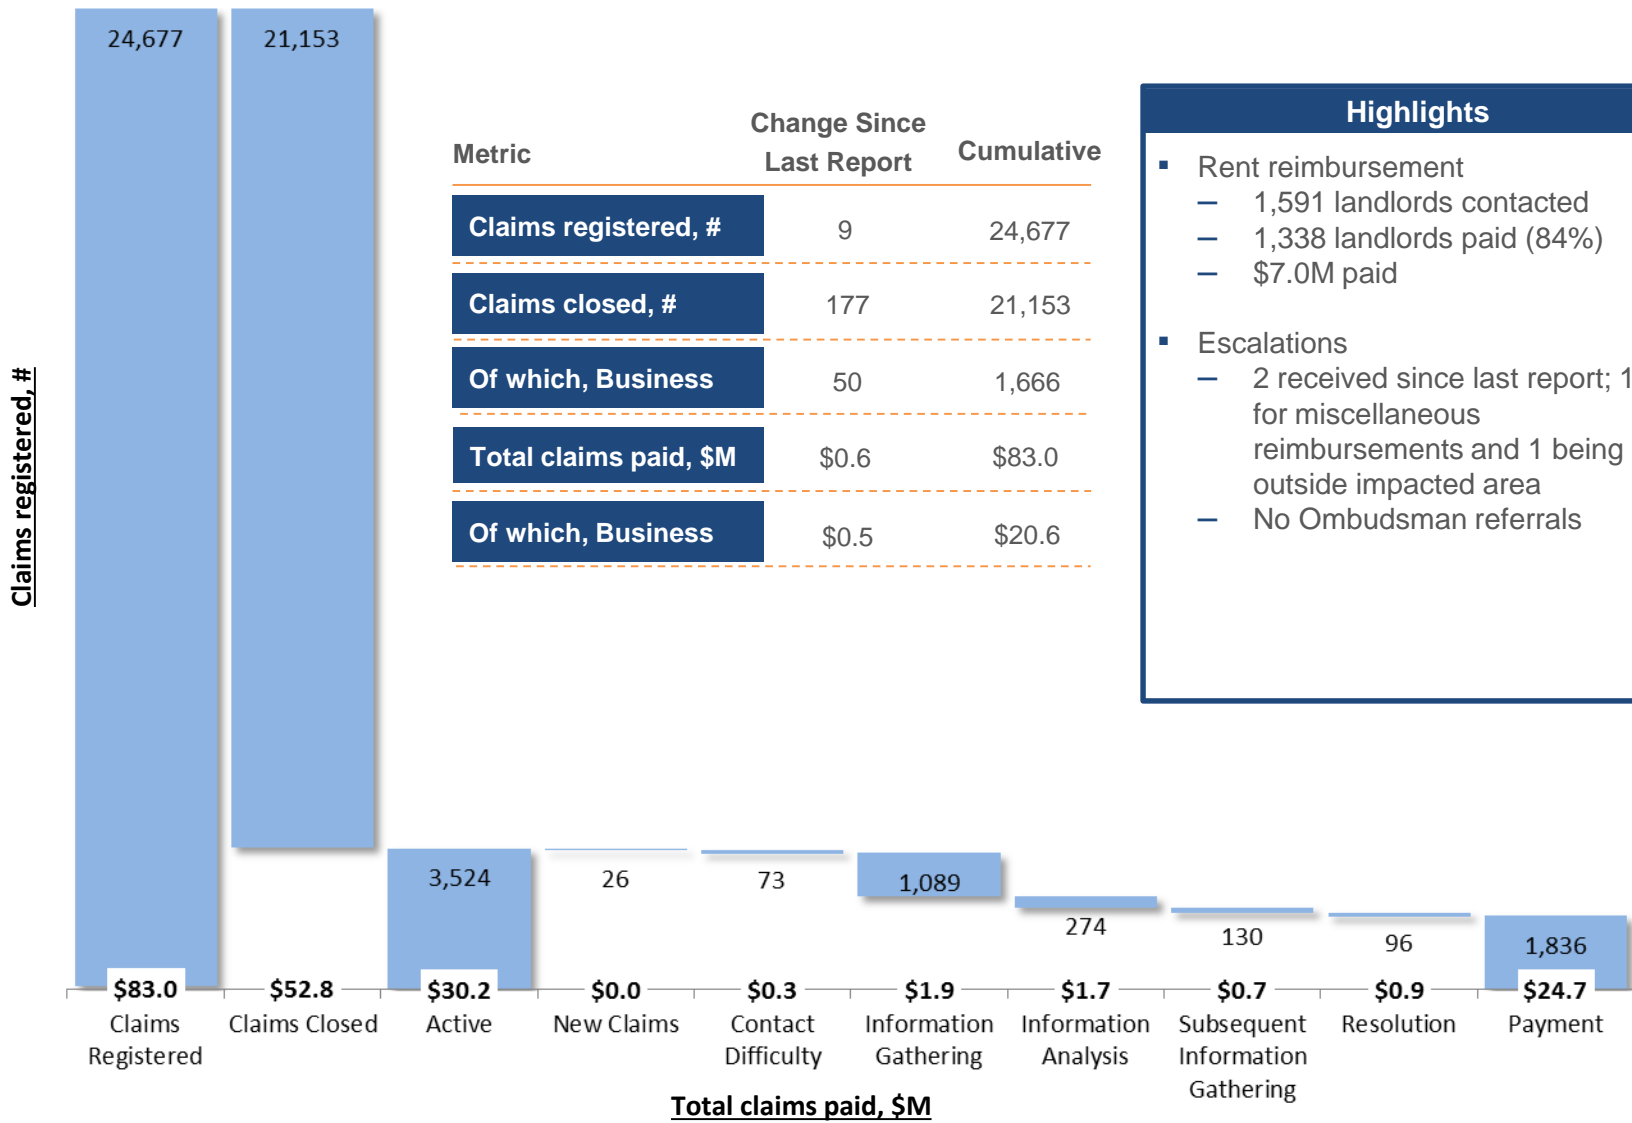 24,677
21,153
Metric
Change Since
Last Report
Cumulative
Claims registered, #
9
24,677
Claims closed, #
177
21,153
Of which, Business
50
1,666
Total claims paid, $M
$0.6
$83.0
Of which, Business
$0.5
$20.6
Highlights
▪ Rent reimbursement
– 1,591 landlords contacted
– 1,338 landlords paid (84%)
– $7.0M paid
▪ Escalations
– 2 received since last report; 1
for miscellaneous
reimbursements and 1 being
outside impacted area
– No Ombudsman referrals
Claims registered, #
3,524
26
73
1,089
274
130
96
1,836
$83.0
$52.8
$30.2
$0.0
$0.3
$1.9
$1.7
$0.7
$0.9
$24.7
Claims
Registered
Claims Closed
Active
New Claims
Contact
Difficulty
Information
Gathering
Information
Analysis
Subsequent
Information
Gathering
Resolution
Payment
Total claims paid, $M